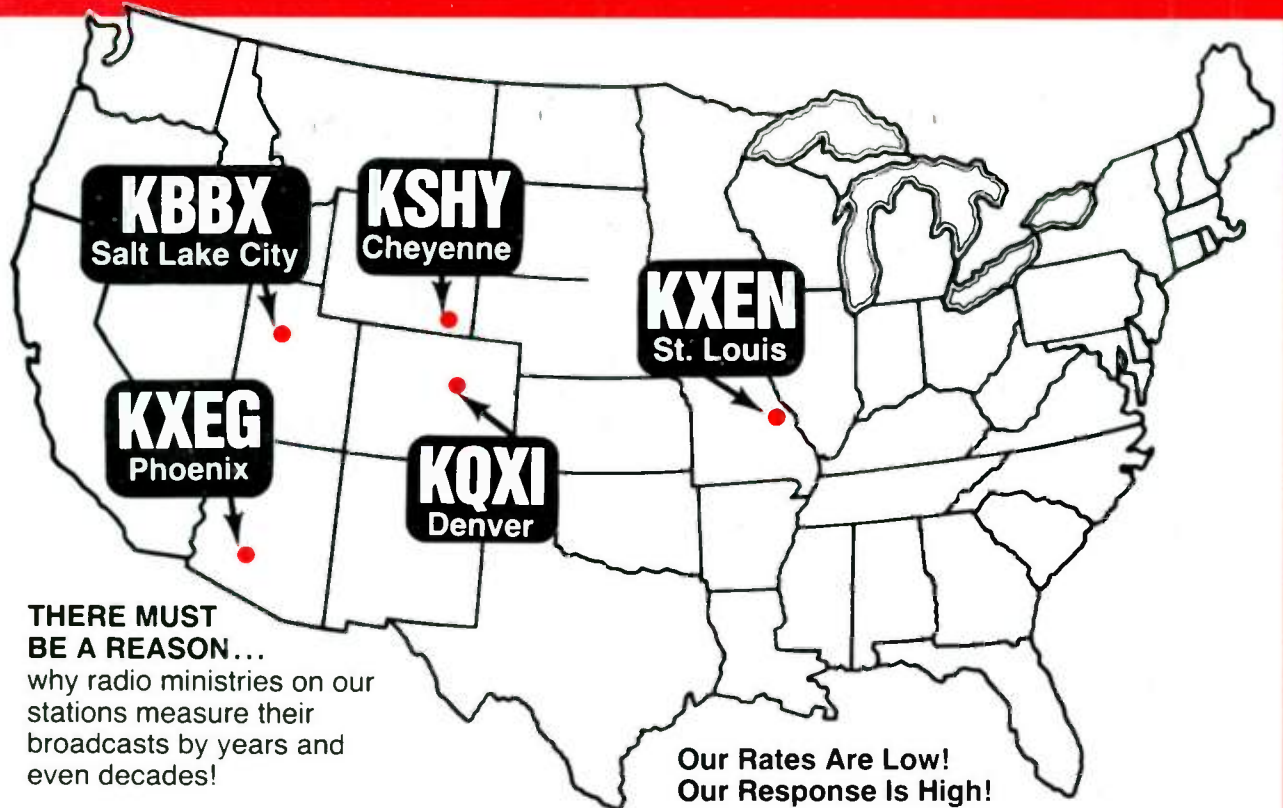 KBBX
Salt Lake City
KSHY
Cheyenne
KXEN
St. Louis
KXEG
Phoenix
KQXI
Denver
THERE MUST
BE A REASON...
why radio ministries on our
stations measure their
broadcasts by years and
even decades!
Our Rates Are Low!
Our Response Is High!